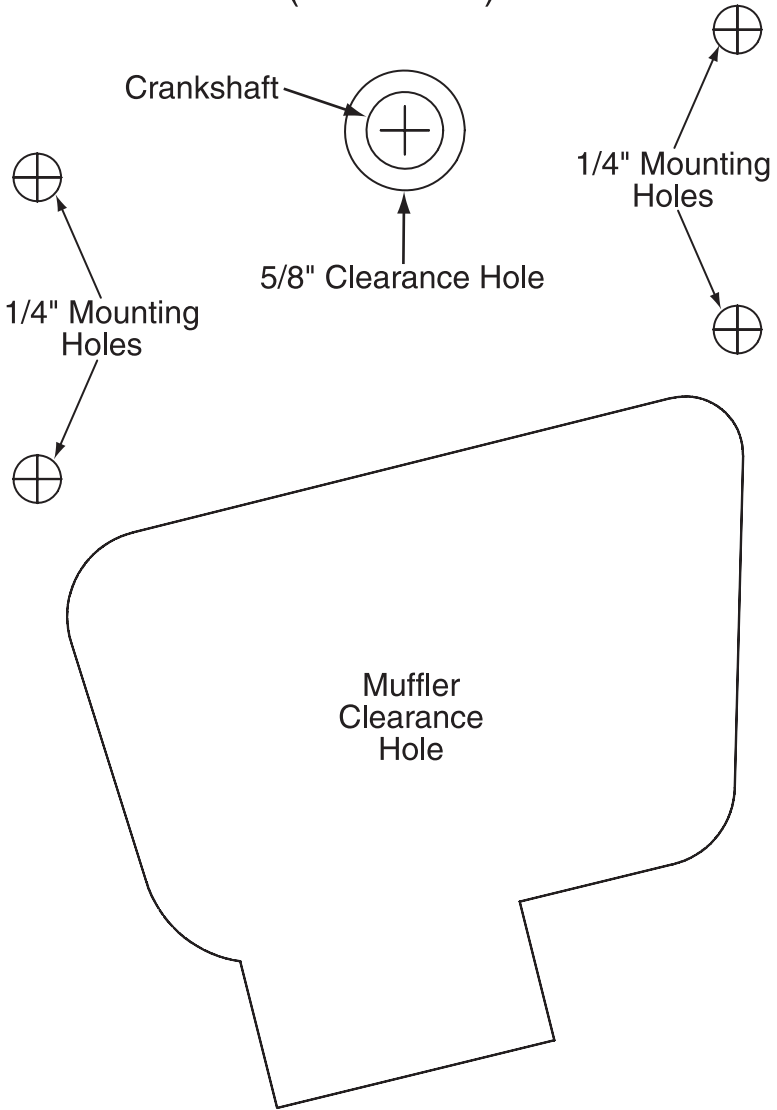 Crankshaft
1/4" Mounting
Holes
5/8" Clearance Hole
1/4" Mounting
Holes
Muffler
Clearance
Hole